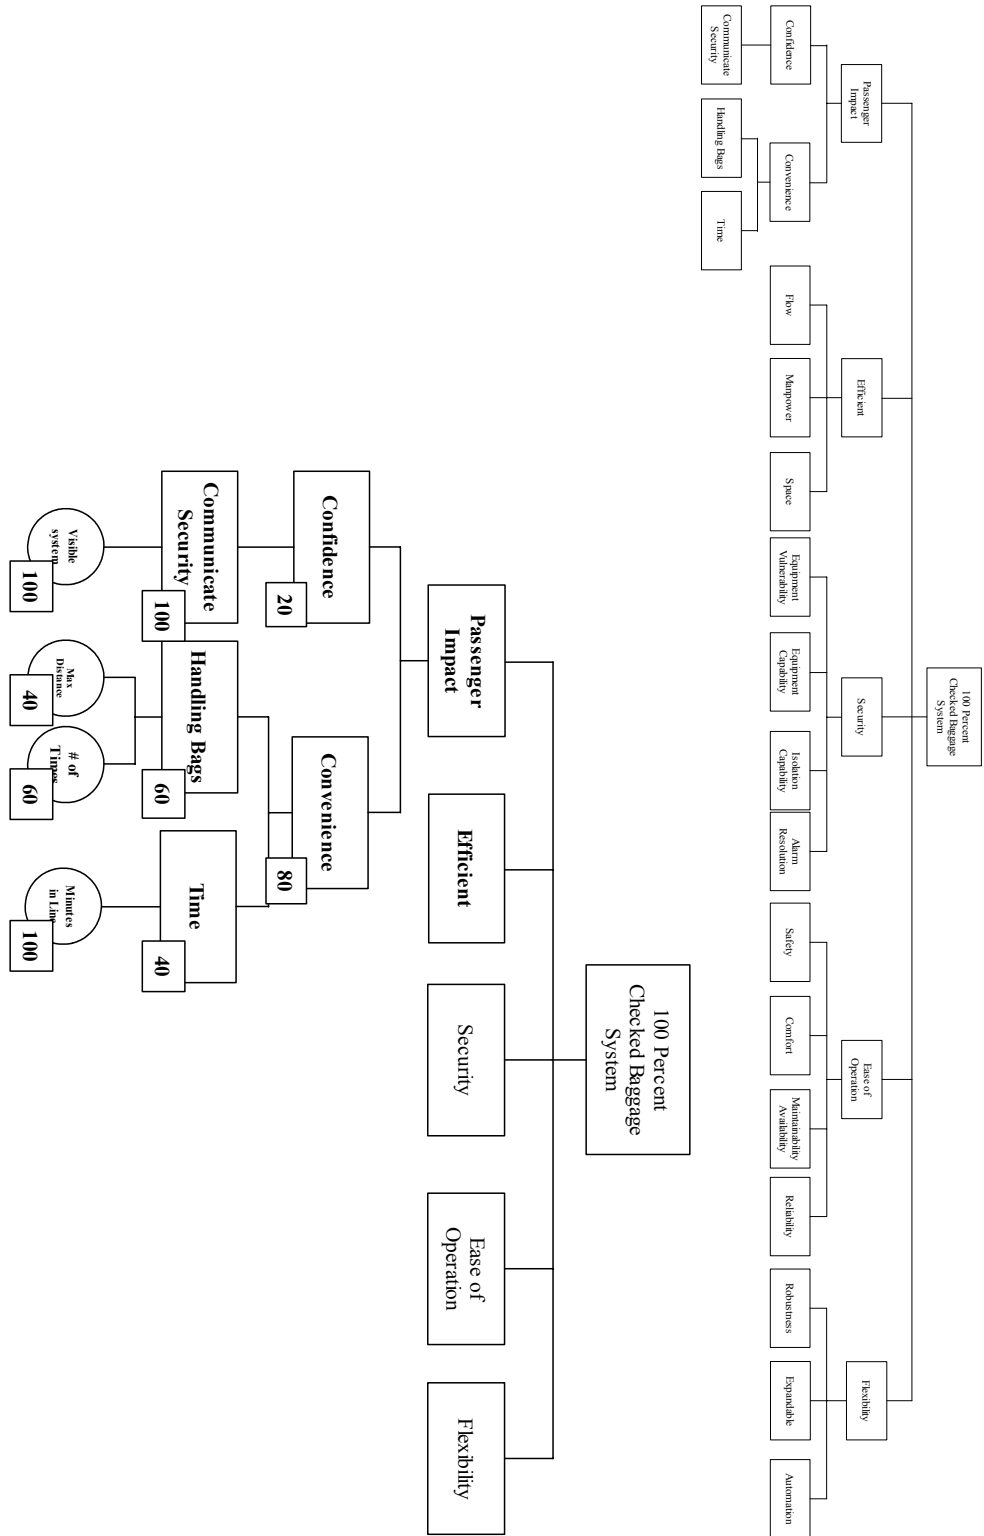 100 Percent
Checked Baggage
System
Passenger
Impact
Efficient
Security
Ease of
Operation
Flexibility
Confidence
Convenience
Flow
Manpower
Space
Equipment
Vulnerability
Equipment
Capability
Isolation
Capability
Alarm
Resolution
Safety
Comfort
Maintainability
Availability
Reliability
Robustness
Expandable
Automation
Communicate
Security
Handling Bags
Time
100 Percent
Checked Baggage
System
Passenger
Impact
Efficient
Security
Ease of
Operation
Flexibility
Confidence
20
Convenience
80
Communicate
Security
100
Handling Bags
60
Time
40
Visible
system
100
Max
Distance
40
# of
Times
60
Minutes
in Line
100